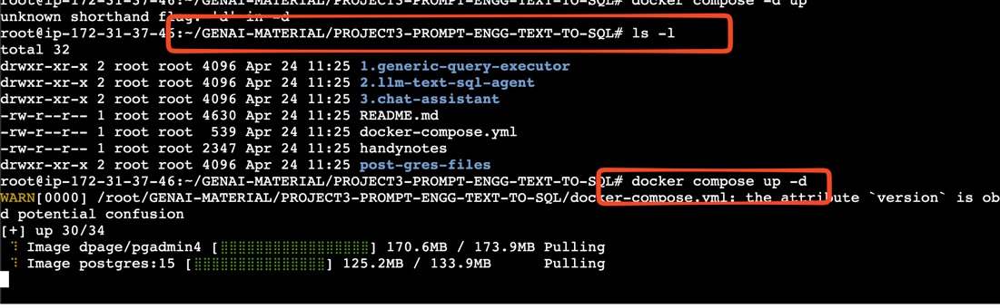 root@ip-172-31-37-46:~/GENAI-MATERIAL/PROJECT3-PROMPT-ENGG-TEXT-TO-SQL# docker compose -d up
unknown shorthand flag: 'd' in -d
root@ip-172-31-37-46:~/GENAI-MATERIAL/PROJECT3-PROMPT-ENGG-TEXT-TO-SQL# ls -l
total 32
drwxr-xr-x 2 root root 4096 Apr 24 11:25 1.generic-query-executor
drwxr-xr-x 2 root root 4096 Apr 24 11:25 2.llm-text-sql-agent
drwxr-xr-x 2 root root 4096 Apr 24 11:25 3.chat-assistant
-rw-r--r-- 1 root root 4630 Apr 24 11:25 README.md
-rw-r--r-- 1 root root  539 Apr 24 11:25 docker-compose.yml
-rw-r--r-- 1 root root 2347 Apr 24 11:25 handynotes
drwxr-xr-x 2 root root 4096 Apr 24 11:25 post-gres-files
root@ip-172-31-37-46:~/GENAI-MATERIAL/PROJECT3-PROMPT-ENGG-TEXT-TO-SQL# docker compose up -d
WARN[0000] /root/GENAI-MATERIAL/PROJECT3-PROMPT-ENGG-TEXT-TO-SQL/docker-compose.yml: the attribute `version` is ob
d potential confusion
[+] up 30/34
Image dpage/pgadmin4 [⣿⣿⣿⣿⣿⣿⣿⣿⣿⣿⣿⣿⣿⣿⣿⣿⣿] 170.6MB / 173.9MB Pulling
Image postgres:15 [⣿⣿⣿⣿⣿⣿⣿⣿⣿⣿⣿⣿⣿⣿⣿] 125.2MB / 133.9MB Pulling